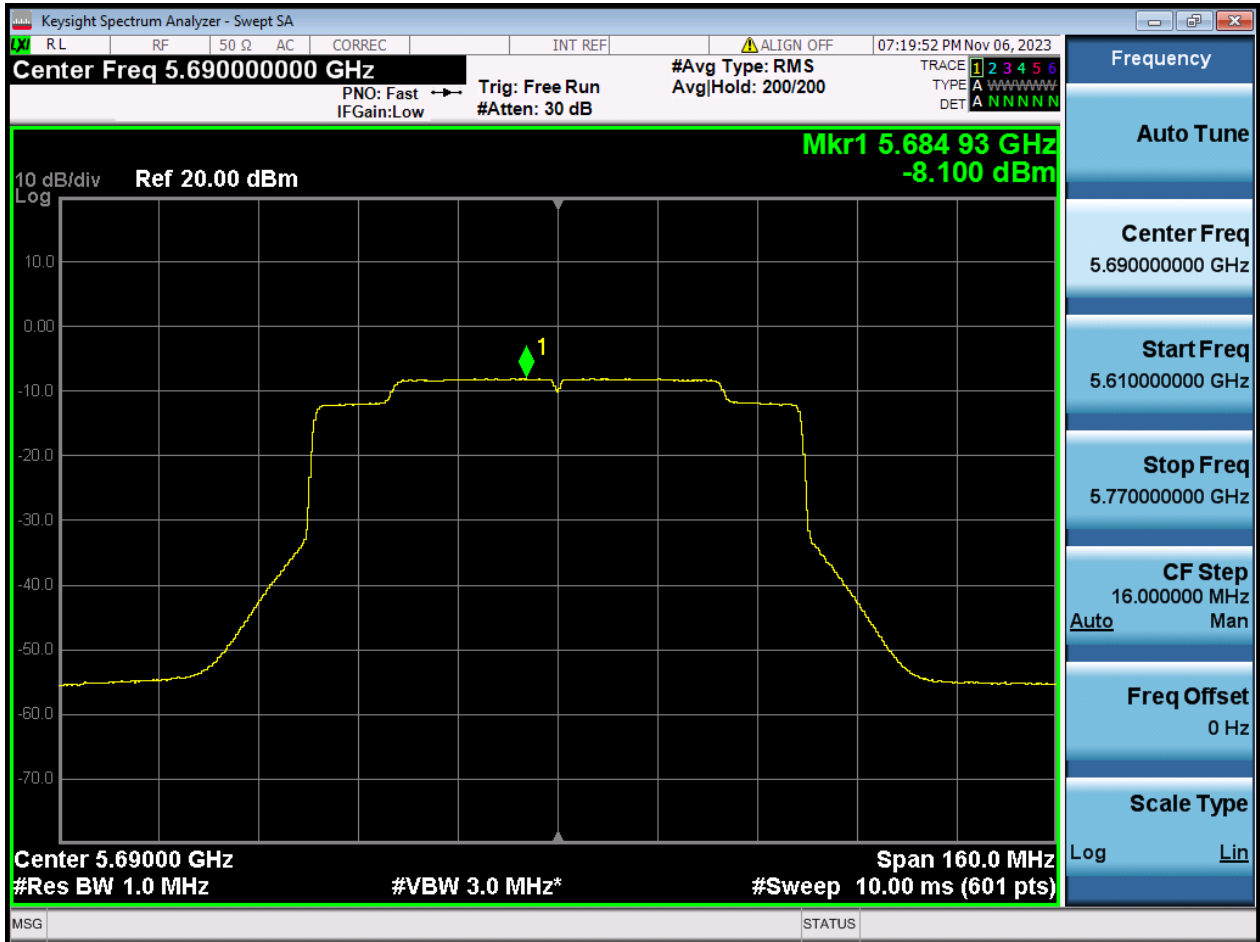 Keysight Spectrum Analyzer - Swept SA
LXI RL RF 50 Ω AC CORREC INT REF ALIGN OFF 07:19:52 PM Nov 06, 2023
Center Freq 5.690000000 GHz
PNO: Fast
IFGain:Low
Trig: Free Run
#Atten: 30 dB
#Avg Type: RMS
Avg|Hold: 200/200
TRACE 1 2 3 4 5 6
TYPE A WWWWWW
DET A N N N N N
Mkr1 5.684 93 GHz
-8.100 dBm
10 dB/div Ref 20.00 dBm
Log
10.0
0.00
-10.0
-20.0
-30.0
-40.0
-50.0
-60.0
-70.0
1
Center 5.69000 GHz Span 160.0 MHz
#Res BW 1.0 MHz #VBW 3.0 MHz* #Sweep 10.00 ms (601 pts)
MSG STATUS
Frequency
Auto Tune
Center Freq
5.690000000 GHz
Start Freq
5.610000000 GHz
Stop Freq
5.770000000 GHz
CF Step
16.000000 MHz
Auto Man
Freq Offset
0 Hz
Scale Type
Log Lin